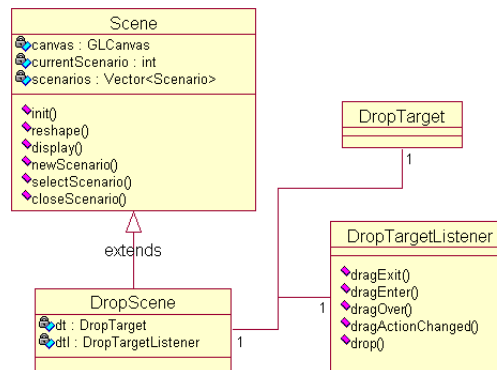 Scene
canvas : GLCanvas
currentScenario : int
scenarios : Vector<Scenario>
init()
reshape()
display()
newScenario()
selectScenario()
closeScenario()
extends
DropScene
dt : DropTarget
dtl : DropTargetListener
1
DropTarget
1
DropTargetListener
dragExit()
dragEnter()
dragOver()
dragActionChanged()
drop()
1